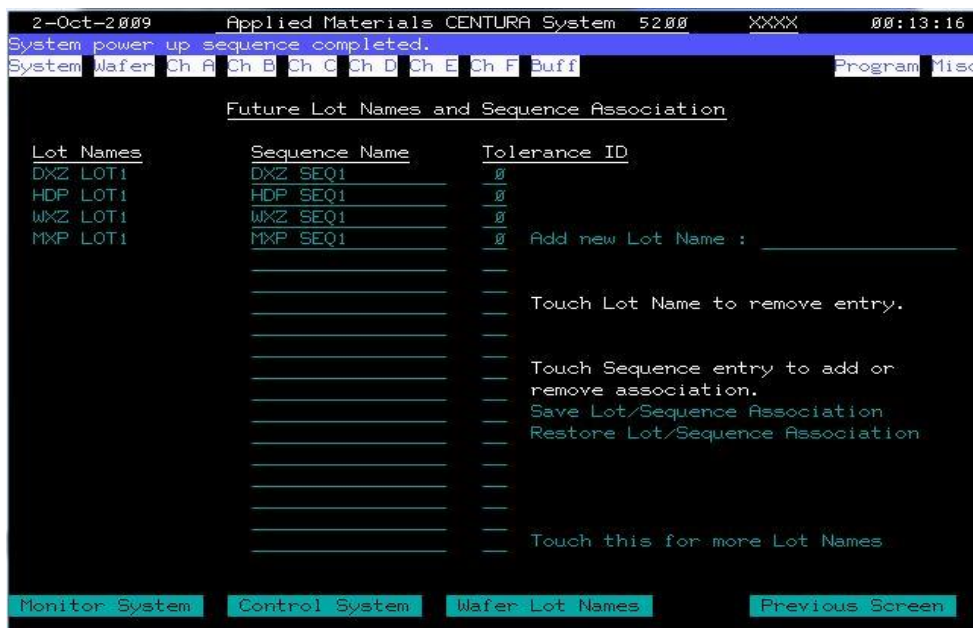 2-Oct-2009 Applied Materials CENTURA System 5200 XXXX 00:13:16
System power up sequence completed.
System Wafer Ch A Ch B Ch C Ch D Ch E Ch F Buff Program Misc
Future Lot Names and Sequence Association
Lot Names Sequence Name Tolerance ID
DXZ LOT1 DXZ SEQ1 0
HDP LOT1 HDP SEQ1 0
WXZ LOT1 WXZ SEQ1 0
MXP LOT1 MXP SEQ1 0 Add new Lot Name :
Touch Lot Name to remove entry.
Touch Sequence entry to add or
remove association.
Save Lot/Sequence Association
Restore Lot/Sequence Association
Touch this for more Lot Names
Monitor System Control System Wafer Lot Names Previous Screen